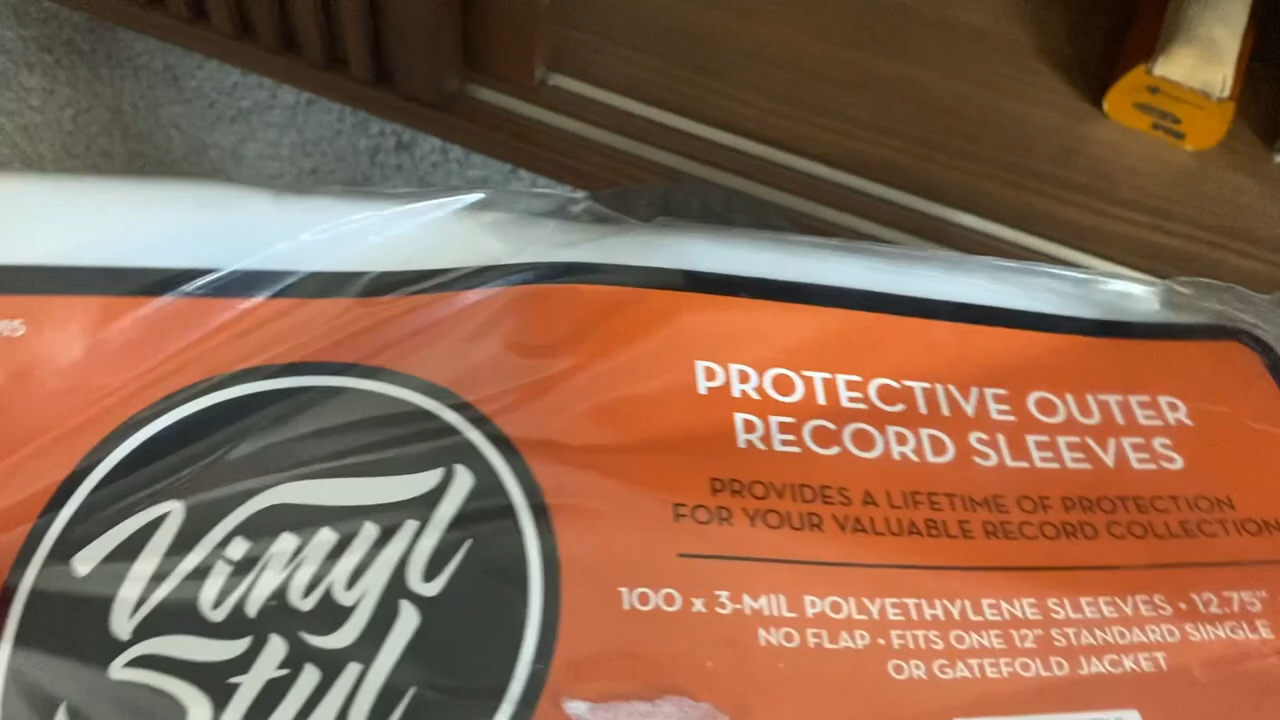 PROTECTIVE OUTER
RECORD SLEEVES
PROVIDES A LIFETIME OF PROTECTION
FOR YOUR VALUABLE RECORD COLLECTION
100 x 3-MIL POLYETHYLENE SLEEVES • 12.75"
NO FLAP • FITS ONE 12" STANDARD SINGLE
OR GATEFOLD JACKET
Vinyl
Styl